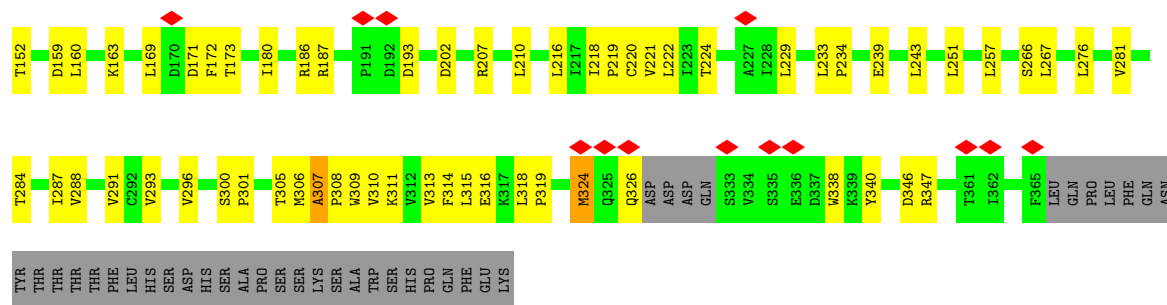 T152 D159 L160 K163 L169 D170 D171 F172 T173 I180 R186 R187 P191 D192 D193 D202 R207 L210 L216 I217 I218 P219 C220 V221 L222 I223 T224 A227 I228 L229 L233 P234 E239 L243 L251 L257 S266 L267 L276 V281
T284 I287 V288 V291 C292 V293 V296 S300 P301 T305 M306 A307 P308 W309 V310 K311 V312 V313 F314 L315 E316 K317 L318 P319 M324 Q325 Q326 ASP ASP ASP GLN S333 V334 S335 E336 D337 W338 K339 Y340 D346 R347 T361 I362 F365 LEU GLN PRO LEU PHE GLN ASN
TYR THR THR THR THR PHE LEU HIS SER ASP HIS SER ALA PRO SER SER LYS SER ALA TRP SER HIS PRO GLN PHE GLU LYS